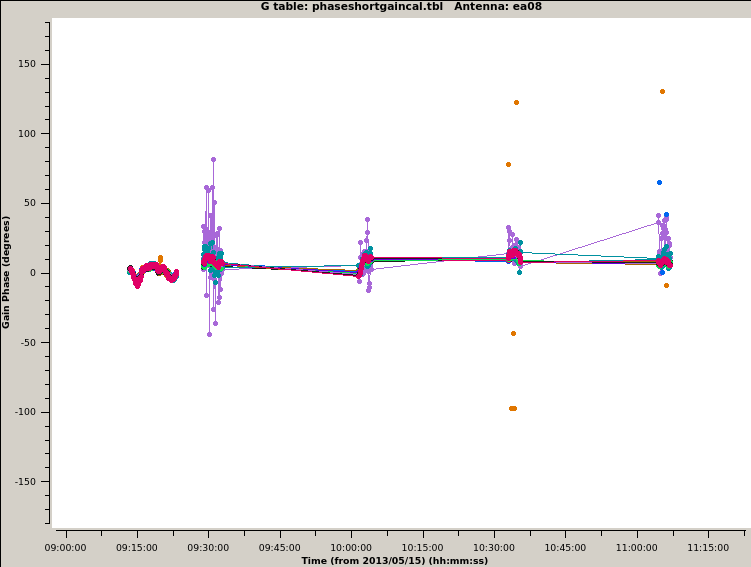 G table: phaseshortgaincal.tbl   Antenna: ea08
Gain Phase (degrees)
150
100
50
0
-50
-100
-150
09:00:00 09:15:00 09:30:00 09:45:00 10:00:00 10:15:00 10:30:00 10:45:00 11:00:00 11:15:00
Time (from 2013/05/15) (hh:mm:ss)